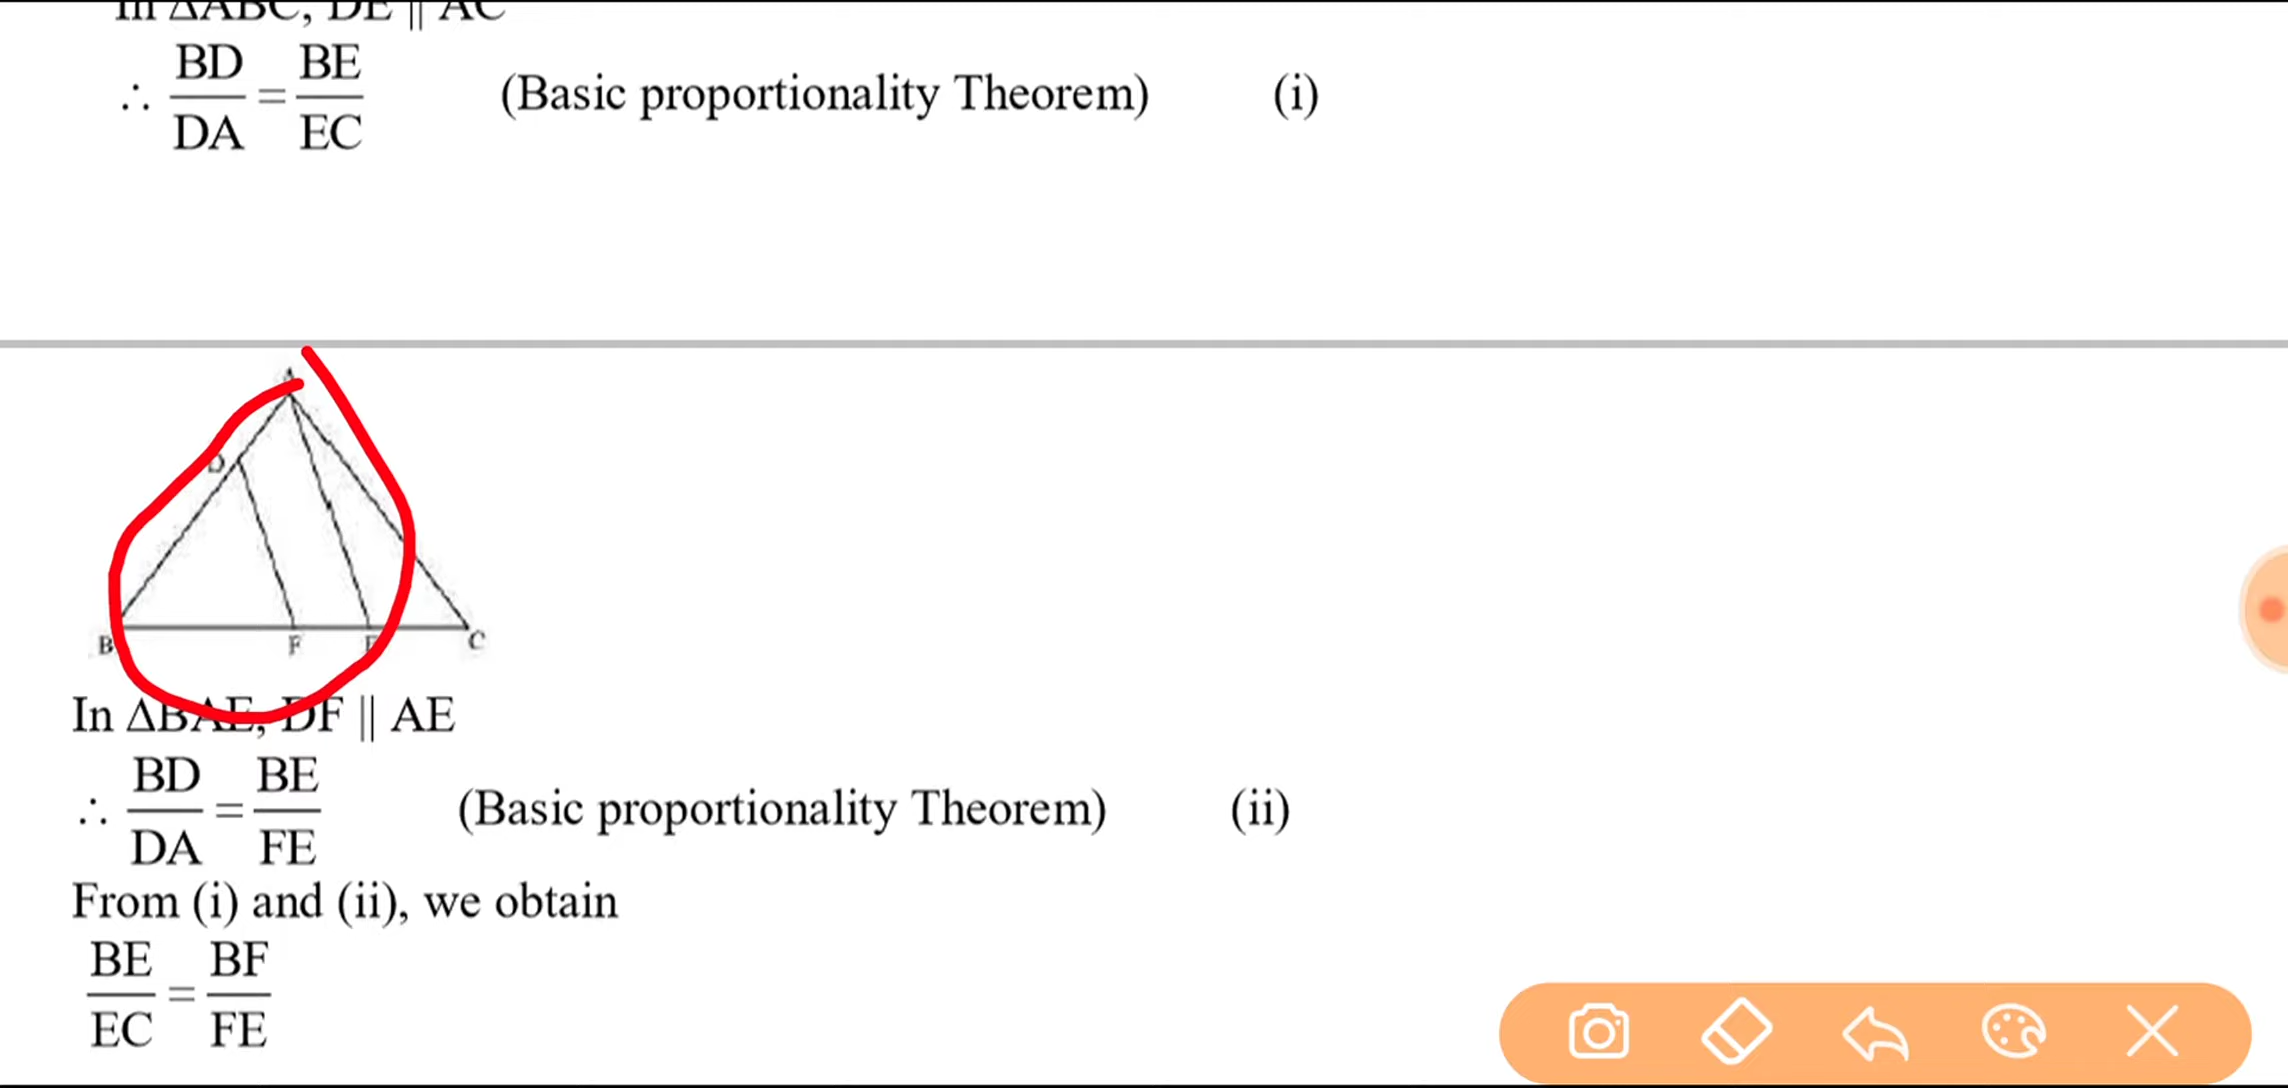 In ΔABC, DE || AC
∴ BD/DA = BE/EC (Basic proportionality Theorem) (i)
A
D
B F E C
In ΔBAE, DF || AE
∴ BD/DA = BE/FE (Basic proportionality Theorem) (ii)
From (i) and (ii), we obtain
BE/EC = BF/FE